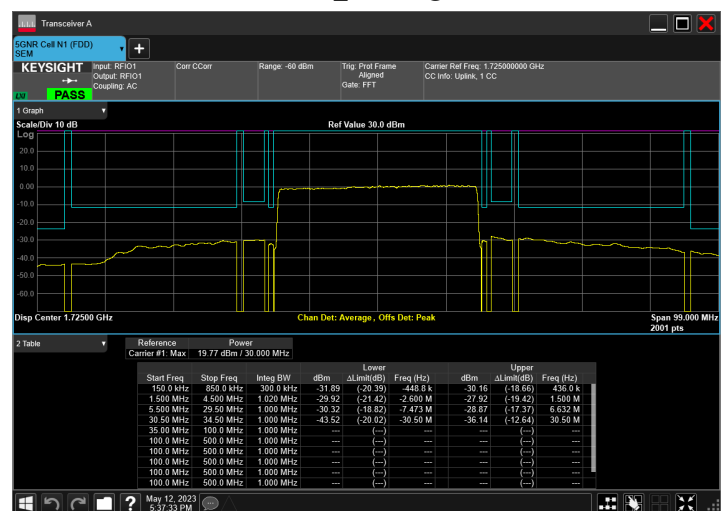 Transceiver A
5GNR Cell N1 (FDD)
SEM
KEYSIGHT
LXI
PASS
Input: RFIO1
Output: RFIO1
Coupling: AC
Corr CCorr
Range: -60 dBm
Trig: Prot Frame
Aligned
Gate: FFT
Carrier Ref Freq: 1.725000000 GHz
CC Info: Uplink, 1 CC
1 Graph
Scale/Div 10 dB
Ref Value 30.0 dBm
Log
20.0
10.0
0.00
-10.0
-20.0
-30.0
-40.0
-50.0
-60.0
Disp Center 1.72500 GHz
Chan Det: Average , Offs Det: Peak
Span 99.000 MHz
2001 pts
2 Table
Reference Power
Carrier #1: Max 19.77 dBm / 30.000 MHz
Lower Upper
Start Freq Stop Freq Integ BW dBm ΔLimit(dB) Freq (Hz) dBm ΔLimit(dB) Freq (Hz)
150.0 kHz 850.0 kHz 300.0 kHz -31.89 (-20.39) -448.8 k -30.16 (-18.66) 436.0 k
1.500 MHz 4.500 MHz 1.020 MHz -29.92 (-21.42) -2.600 M -27.92 (-19.42) 1.500 M
5.500 MHz 29.50 MHz 1.000 MHz -30.32 (-18.82) -7.473 M -28.87 (-17.37) 6.632 M
30.50 MHz 34.50 MHz 1.000 MHz -43.52 (-20.02) -30.50 M -36.14 (-12.64) 30.50 M
35.00 MHz 100.0 MHz 1.000 MHz --- (---) --- --- (---) ---
100.0 MHz 500.0 MHz 1.000 MHz --- (---) --- --- (---) ---
100.0 MHz 500.0 MHz 1.000 MHz --- (---) --- --- (---) ---
100.0 MHz 500.0 MHz 1.000 MHz --- (---) --- --- (---) ---
100.0 MHz 500.0 MHz 1.000 MHz --- (---) --- --- (---) ---
100.0 MHz 500.0 MHz 1.000 MHz --- (---) --- --- (---) ---
May 12, 2023
5:37:33 PM